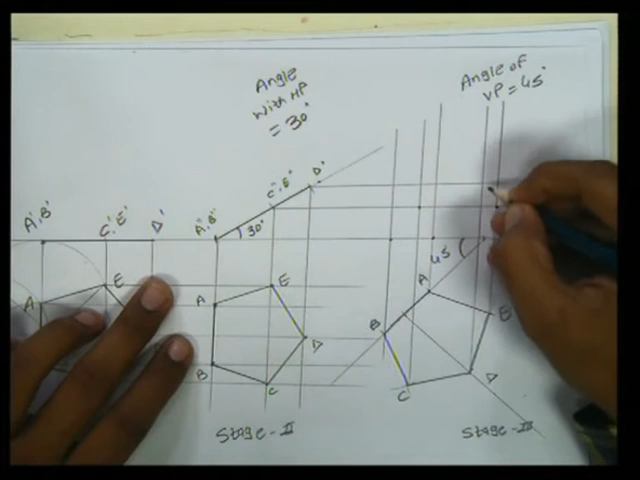 Angle
with HP
= 30°
Angle of
VP = 45°
A',B'
C',E'
D'
A',B'
C',E'
D'
30°
45
A
E
A
B
E
D
C
A
B
E
D
C
Stage-II
Stage-III